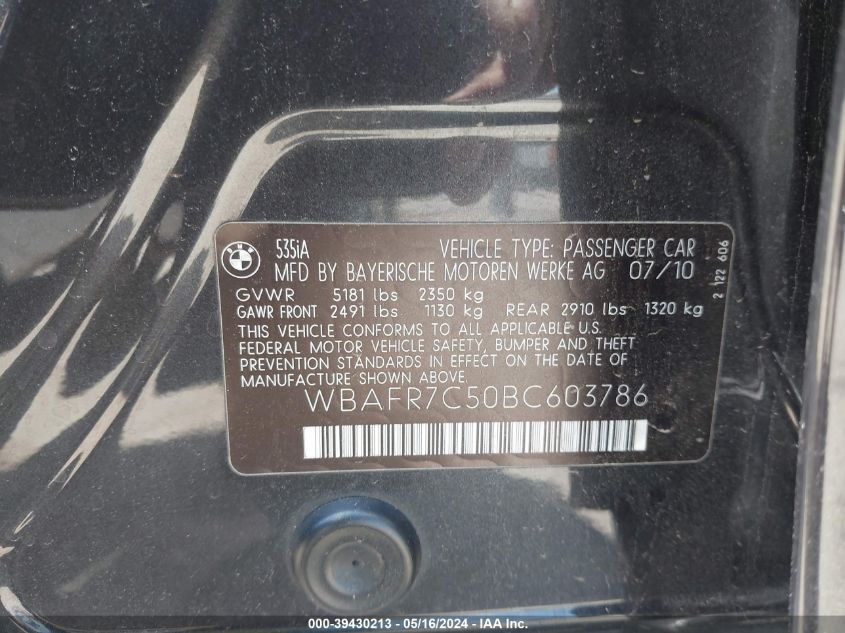 BMW 535iA VEHICLE TYPE: PASSENGER CAR
MFD BY BAYERISCHE MOTOREN WERKE AG 07/10
GVWR 5181 lbs 2350 kg
GAWR FRONT 2491 lbs 1130 kg REAR 2910 lbs 1320 kg
THIS VEHICLE CONFORMS TO ALL APPLICABLE U.S.
FEDERAL MOTOR VEHICLE SAFETY, BUMPER AND THEFT
PREVENTION STANDARDS IN EFFECT ON THE DATE OF
MANUFACTURE SHOWN ABOVE.
WBAFR7C50BC603786
2 122 606
000-39430213 - 05/16/2024 - IAA Inc.